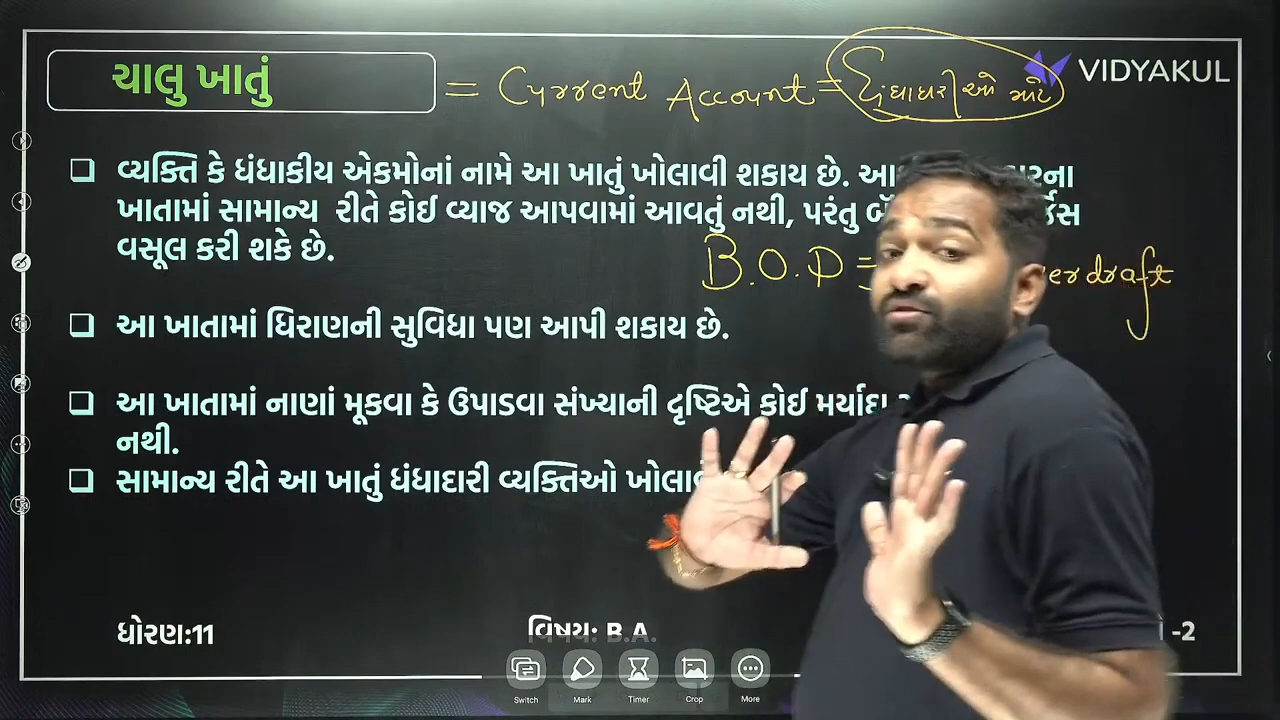 ચાલુ ખાતું = Current Account = ધંધાધારીઓ માટે VIDYAKUL
વ્યક્તિ કે ધંધાકીય એકમોનાં નામે આ ખાતું ખોલાવી શકાય છે.
ખાતામાં સામાન્ય રીતે કોઈ વ્યાજ આપવામાં આવતું નથી, પરંતુ
વસૂલ કરી શકે છે.
B.O.D =
આ ખાતામાં ધિરાણની સુવિધા પણ આપી શકાય છે.
આ ખાતામાં નાણાં મૂકવા કે ઉપાડવા સંખ્યાની દૃષ્ટિએ કોઈ મર્યાદા
નથી.
સામાન્ય રીતે આ ખાતું ધંધાદારી વ્યક્તિઓ
ધોરણ:11 વિષય: B.A. -2
Switch Mark Timer Crop More